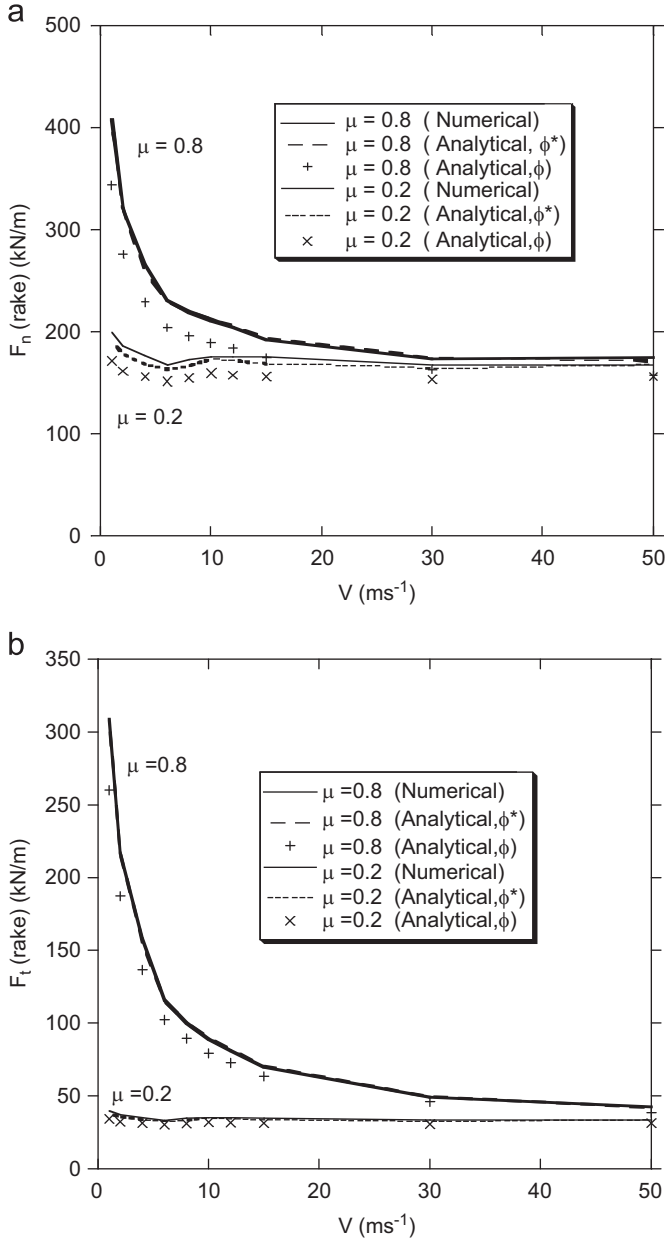 a
500
400
300
200
100
0
F_n (rake) (kN/m)
μ = 0.8
μ = 0.2
μ = 0.8 ( Numerical)
μ = 0.8 ( Analytical, ϕ*)
μ = 0.8 ( Analytical,ϕ)
μ = 0.2 ( Numerical)
μ = 0.2 ( Analytical,ϕ*)
μ = 0.2 ( Analytical,ϕ)
0 10 20 30 40 50
V (ms⁻¹)
b
350
300
250
200
150
100
50
0
F_t (rake) (kN/m)
μ =0.8
μ =0.2
μ =0.8 (Numerical)
μ =0.8 (Analytical,ϕ*)
μ =0.8 (Analytical,ϕ)
μ =0.2 (Numerical)
μ =0.2 (Analytical,ϕ*)
μ =0.2 (Analytical,ϕ)
0 10 20 30 40 50
V (ms⁻¹)